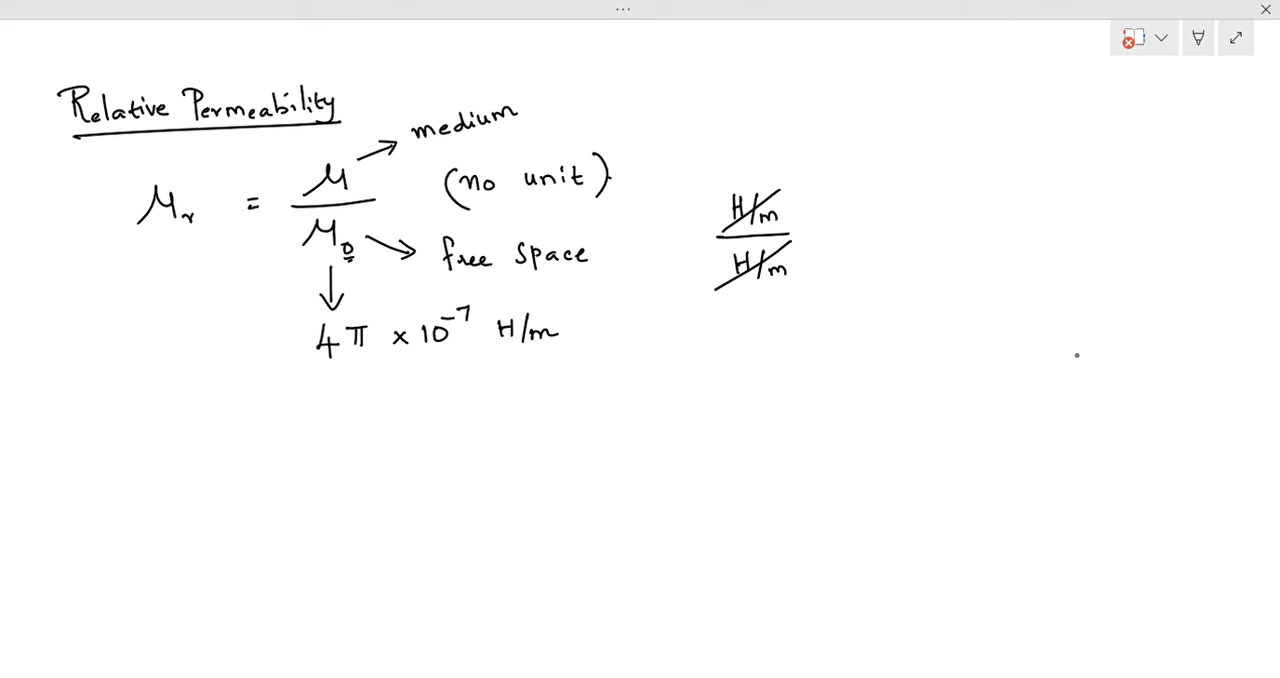 Relative Permeability
μr = μ / μ0 → medium (no unit)
→ free space
H/m / H/m
4π × 10⁻⁷ H/m